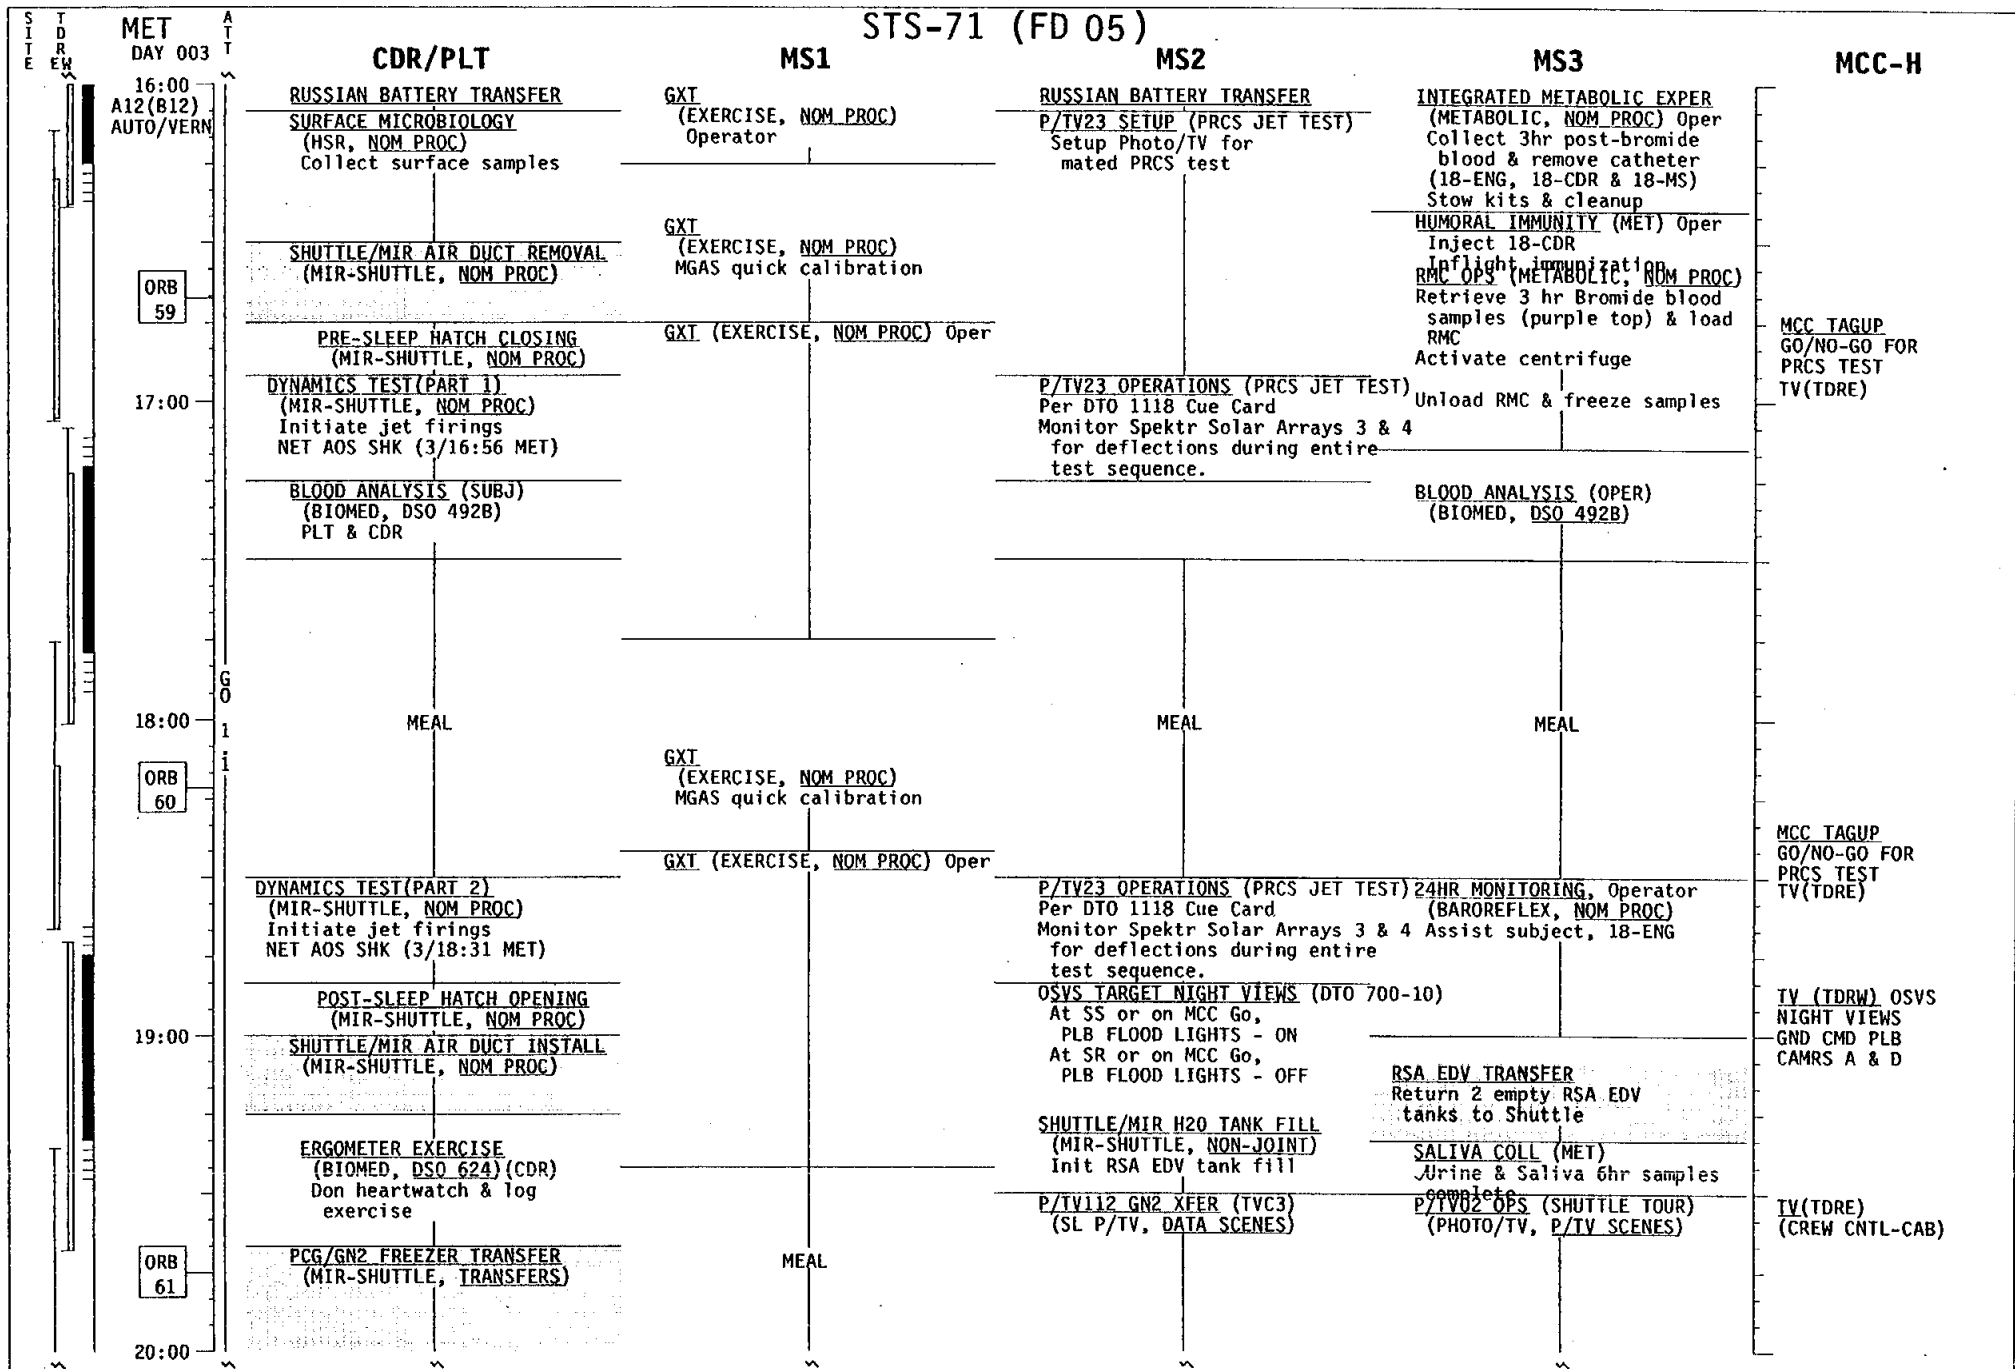 STS-71 (FD 05)
SITE
TDRE EW
MET
DAY 003
ATT
CDR/PLT
MS1
MS2
MS3
MCC-H
16:00
A12(B12)
AUTO/VERN
ORB
59
17:00
18:00
ORB
60
19:00
ORB
61
20:00
GO 11:1
RUSSIAN BATTERY TRANSFER
SURFACE MICROBIOLOGY
(HSR, NOM PROC)
Collect surface samples
SHUTTLE/MIR AIR DUCT REMOVAL
(MIR-SHUTTLE, NOM PROC)
PRE-SLEEP HATCH CLOSING
(MIR-SHUTTLE, NOM PROC)
DYNAMICS TEST(PART 1)
(MIR-SHUTTLE, NOM PROC)
Initiate jet firings
NET AOS SHK (3/16:56 MET)
BLOOD ANALYSIS (SUBJ)
(BIOMED, DSO 492B)
PLT & CDR
MEAL
DYNAMICS TEST(PART 2)
(MIR-SHUTTLE, NOM PROC)
Initiate jet firings
NET AOS SHK (3/18:31 MET)
POST-SLEEP HATCH OPENING
(MIR-SHUTTLE, NOM PROC)
SHUTTLE/MIR AIR DUCT INSTALL
(MIR-SHUTTLE, NOM PROC)
ERGOMETER EXERCISE
(BIOMED, DSO 624)(CDR)
Don heartwatch & log
exercise
PCG/GN2 FREEZER TRANSFER
(MIR-SHUTTLE, TRANSFERS)
GXT
(EXERCISE, NOM PROC)
Operator
GXT
(EXERCISE, NOM PROC)
MGAS quick calibration
GXT (EXERCISE, NOM PROC) Oper
GXT
(EXERCISE, NOM PROC)
MGAS quick calibration
GXT (EXERCISE, NOM PROC) Oper
MEAL
RUSSIAN BATTERY TRANSFER
P/TV23 SETUP (PRCS JET TEST)
Setup Photo/TV for
mated PRCS test
P/TV23 OPERATIONS (PRCS JET TEST)
Per DTO 1118 Cue Card
Monitor Spektr Solar Arrays 3 & 4
for deflections during entire
test sequence.
MEAL
P/TV23 OPERATIONS (PRCS JET TEST)
Per DTO 1118 Cue Card
Monitor Spektr Solar Arrays 3 & 4
for deflections during entire
test sequence.
OSVS TARGET NIGHT VIEWS (DTO 700-10)
At SS or on MCC Go,
PLB FLOOD LIGHTS - ON
At SR or on MCC Go,
PLB FLOOD LIGHTS - OFF
SHUTTLE/MIR H20 TANK FILL
(MIR-SHUTTLE, NON-JOINT)
Init RSA EDV tank fill
P/TV112 GN2 XFER (TVC3)
(SL P/TV, DATA SCENES)
INTEGRATED METABOLIC EXPER
(METABOLIC, NOM PROC) Oper
Collect 3hr post-bromide
blood & remove catheter
(18-ENG, 18-CDR & 18-MS)
Stow kits & cleanup
HUMORAL IMMUNITY (MET) Oper
Inject 18-CDR
Inflight immunization
RMC OPS (METABOLIC, NOM PROC)
Retrieve 3 hr Bromide blood
samples (purple top) & load
RMC
Activate centrifuge
Unload RMC & freeze samples
BLOOD ANALYSIS (OPER)
(BIOMED, DSO 492B)
MEAL
24HR MONITORING, Operator
(BAROREFLEX, NOM PROC)
Assist subject, 18-ENG
RSA EDV TRANSFER
Return 2 empty RSA EDV
tanks to Shuttle
SALIVA COLL (MET)
Urine & Saliva 6hr samples
complete
P/TV02 OPS (SHUTTLE TOUR)
(PHOTO/TV, P/TV SCENES)
MCC TAGUP
GO/NO-GO FOR
PRCS TEST
TV(TDRE)
MCC TAGUP
GO/NO-GO FOR
PRCS TEST
TV(TDRE)
TV (TDRW) OSVS
NIGHT VIEWS
GND CMD PLB
CAMRS A & D
TV(TDRE)
(CREW CNTL-CAB)